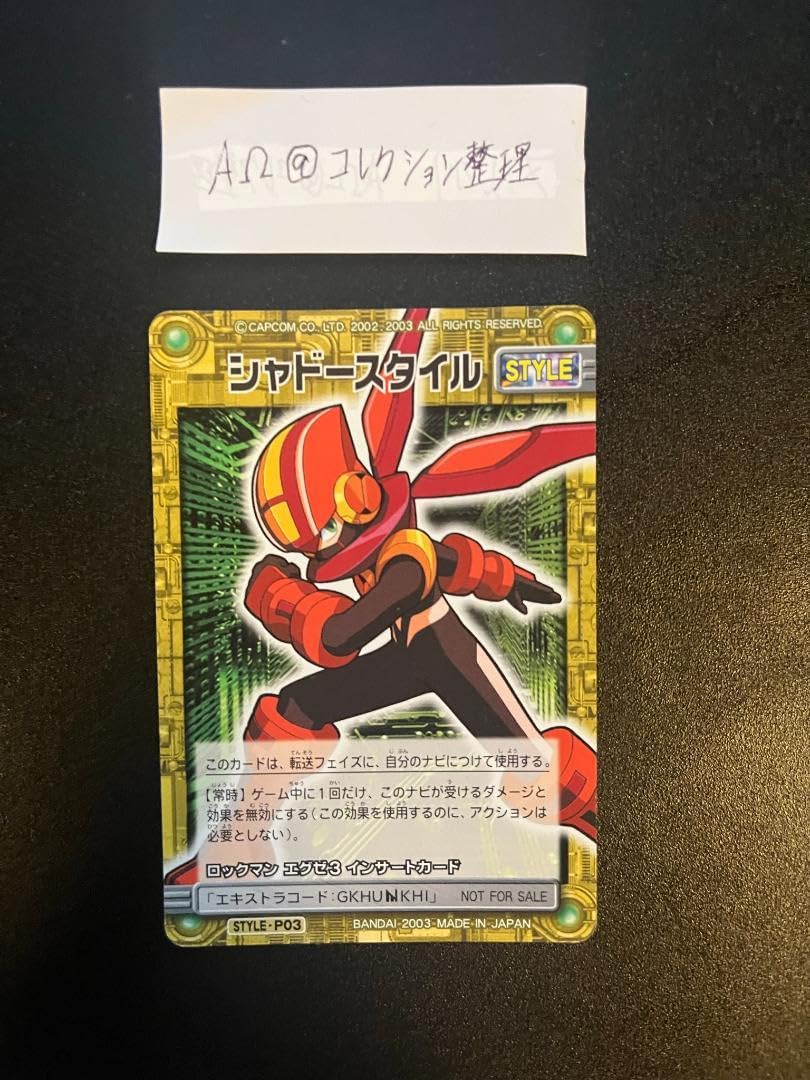 AΩ@コレクション整理
©CAPCOM CO., LTD. 2002, 2003 ALL RIGHTS RESERVED.
シャドースタイル
STYLE
このカードは、転送フェイズに、自分のナビにつけて使用する。
【常時】ゲーム中に1回だけ、このナビが受けるダメージと
効果を無効にする(この効果を使用するのに、アクションは
必要としない)。
ロックマン エグゼ3 インサートカード
「エキストラコード:GKHUNKHI」 NOT FOR SALE
STYLE-P03 BANDAI 2003 MADE IN JAPAN